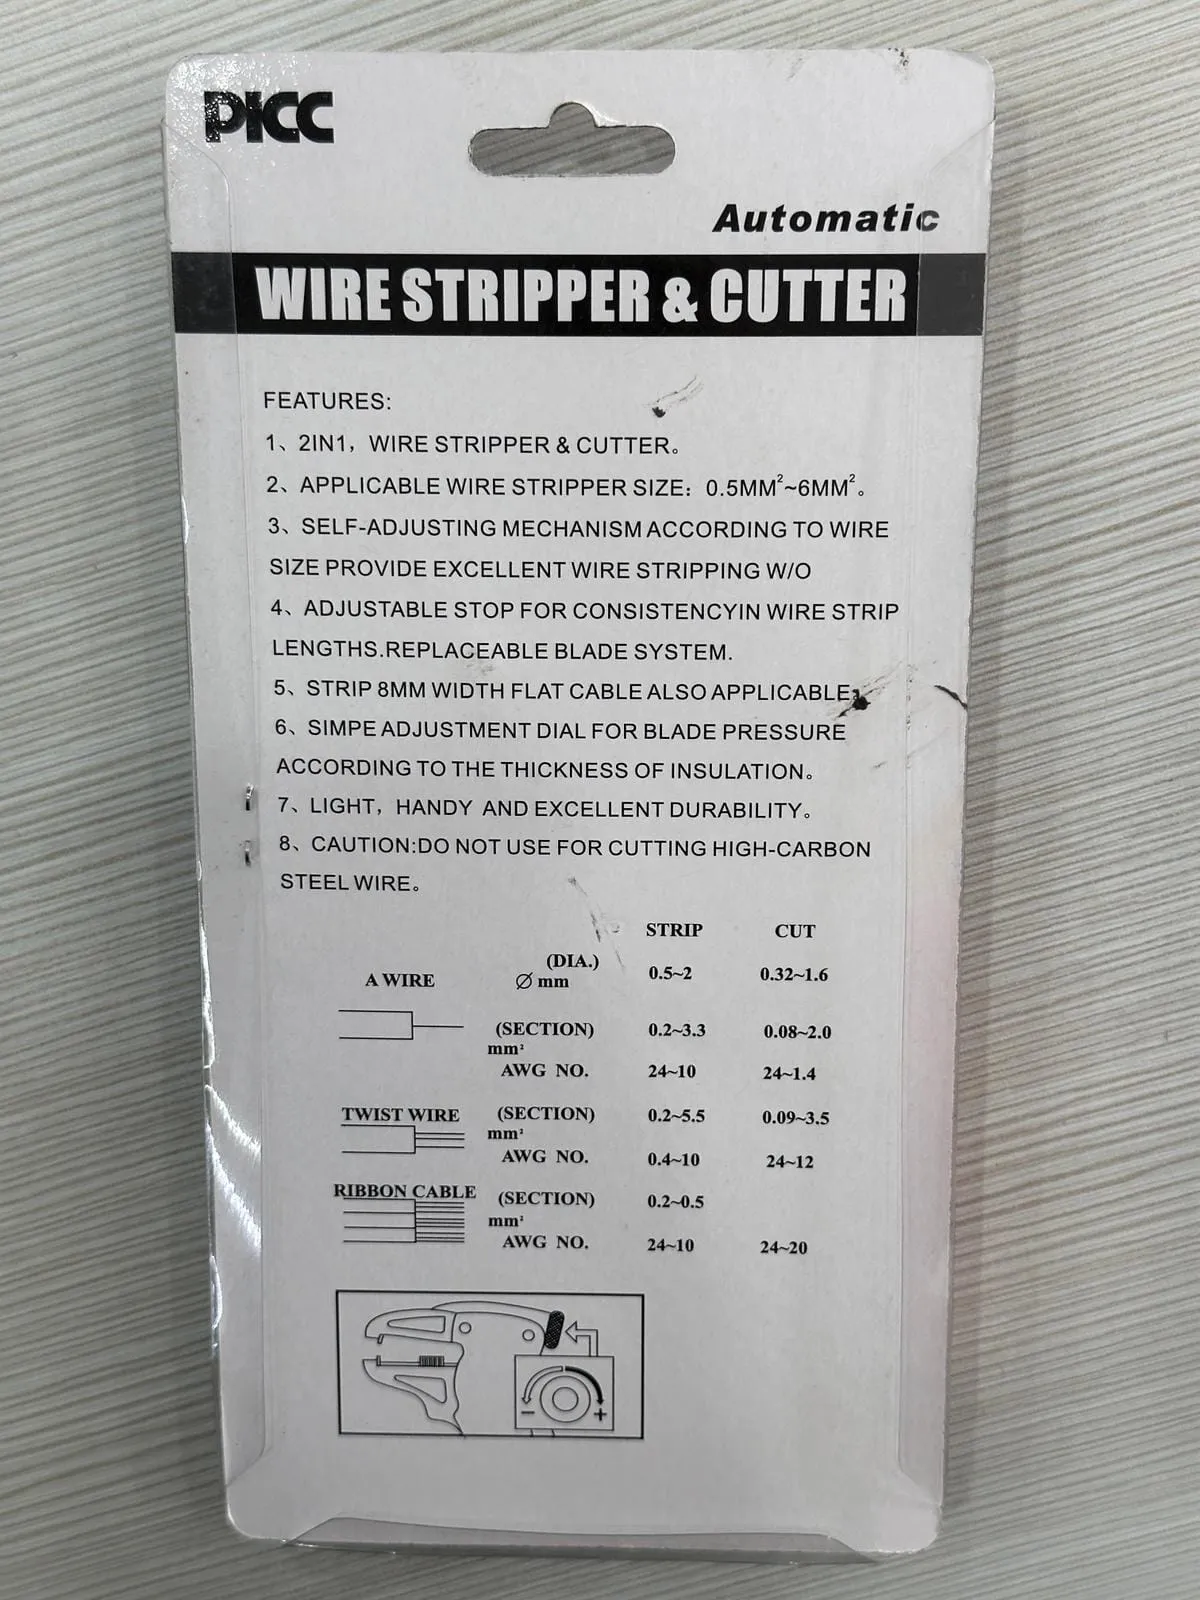 PICC
Automatic
WIRE STRIPPER & CUTTER
FEATURES:
1、2IN1，WIRE STRIPPER & CUTTER。
2、APPLICABLE WIRE STRIPPER SIZE：0.5MM²~6MM²。
3、SELF-ADJUSTING MECHANISM ACCORDING TO WIRE
SIZE PROVIDE EXCELLENT WIRE STRIPPING W/O
4、ADJUSTABLE STOP FOR CONSISTENCYIN WIRE STRIP
LENGTHS.REPLACEABLE BLADE SYSTEM.
5、STRIP 8MM WIDTH FLAT CABLE ALSO APPLICABLE
6、SIMPE ADJUSTMENT DIAL FOR BLADE PRESSURE
ACCORDING TO THE THICKNESS OF INSULATION。
7、LIGHT，HANDY AND EXCELLENT DURABILITY。
8、CAUTION:DO NOT USE FOR CUTTING HIGH-CARBON
STEEL WIRE。
STRIP CUT
(DIA.)
A WIRE Ø mm 0.5~2 0.32~1.6
(SECTION) 0.2~3.3 0.08~2.0
mm²
AWG NO. 24~10 24~1.4
TWIST WIRE (SECTION) 0.2~5.5 0.09~3.5
mm²
AWG NO. 0.4~10 24~12
RIBBON CABLE (SECTION) 0.2~0.5
mm²
AWG NO. 24~10 24~20
− +